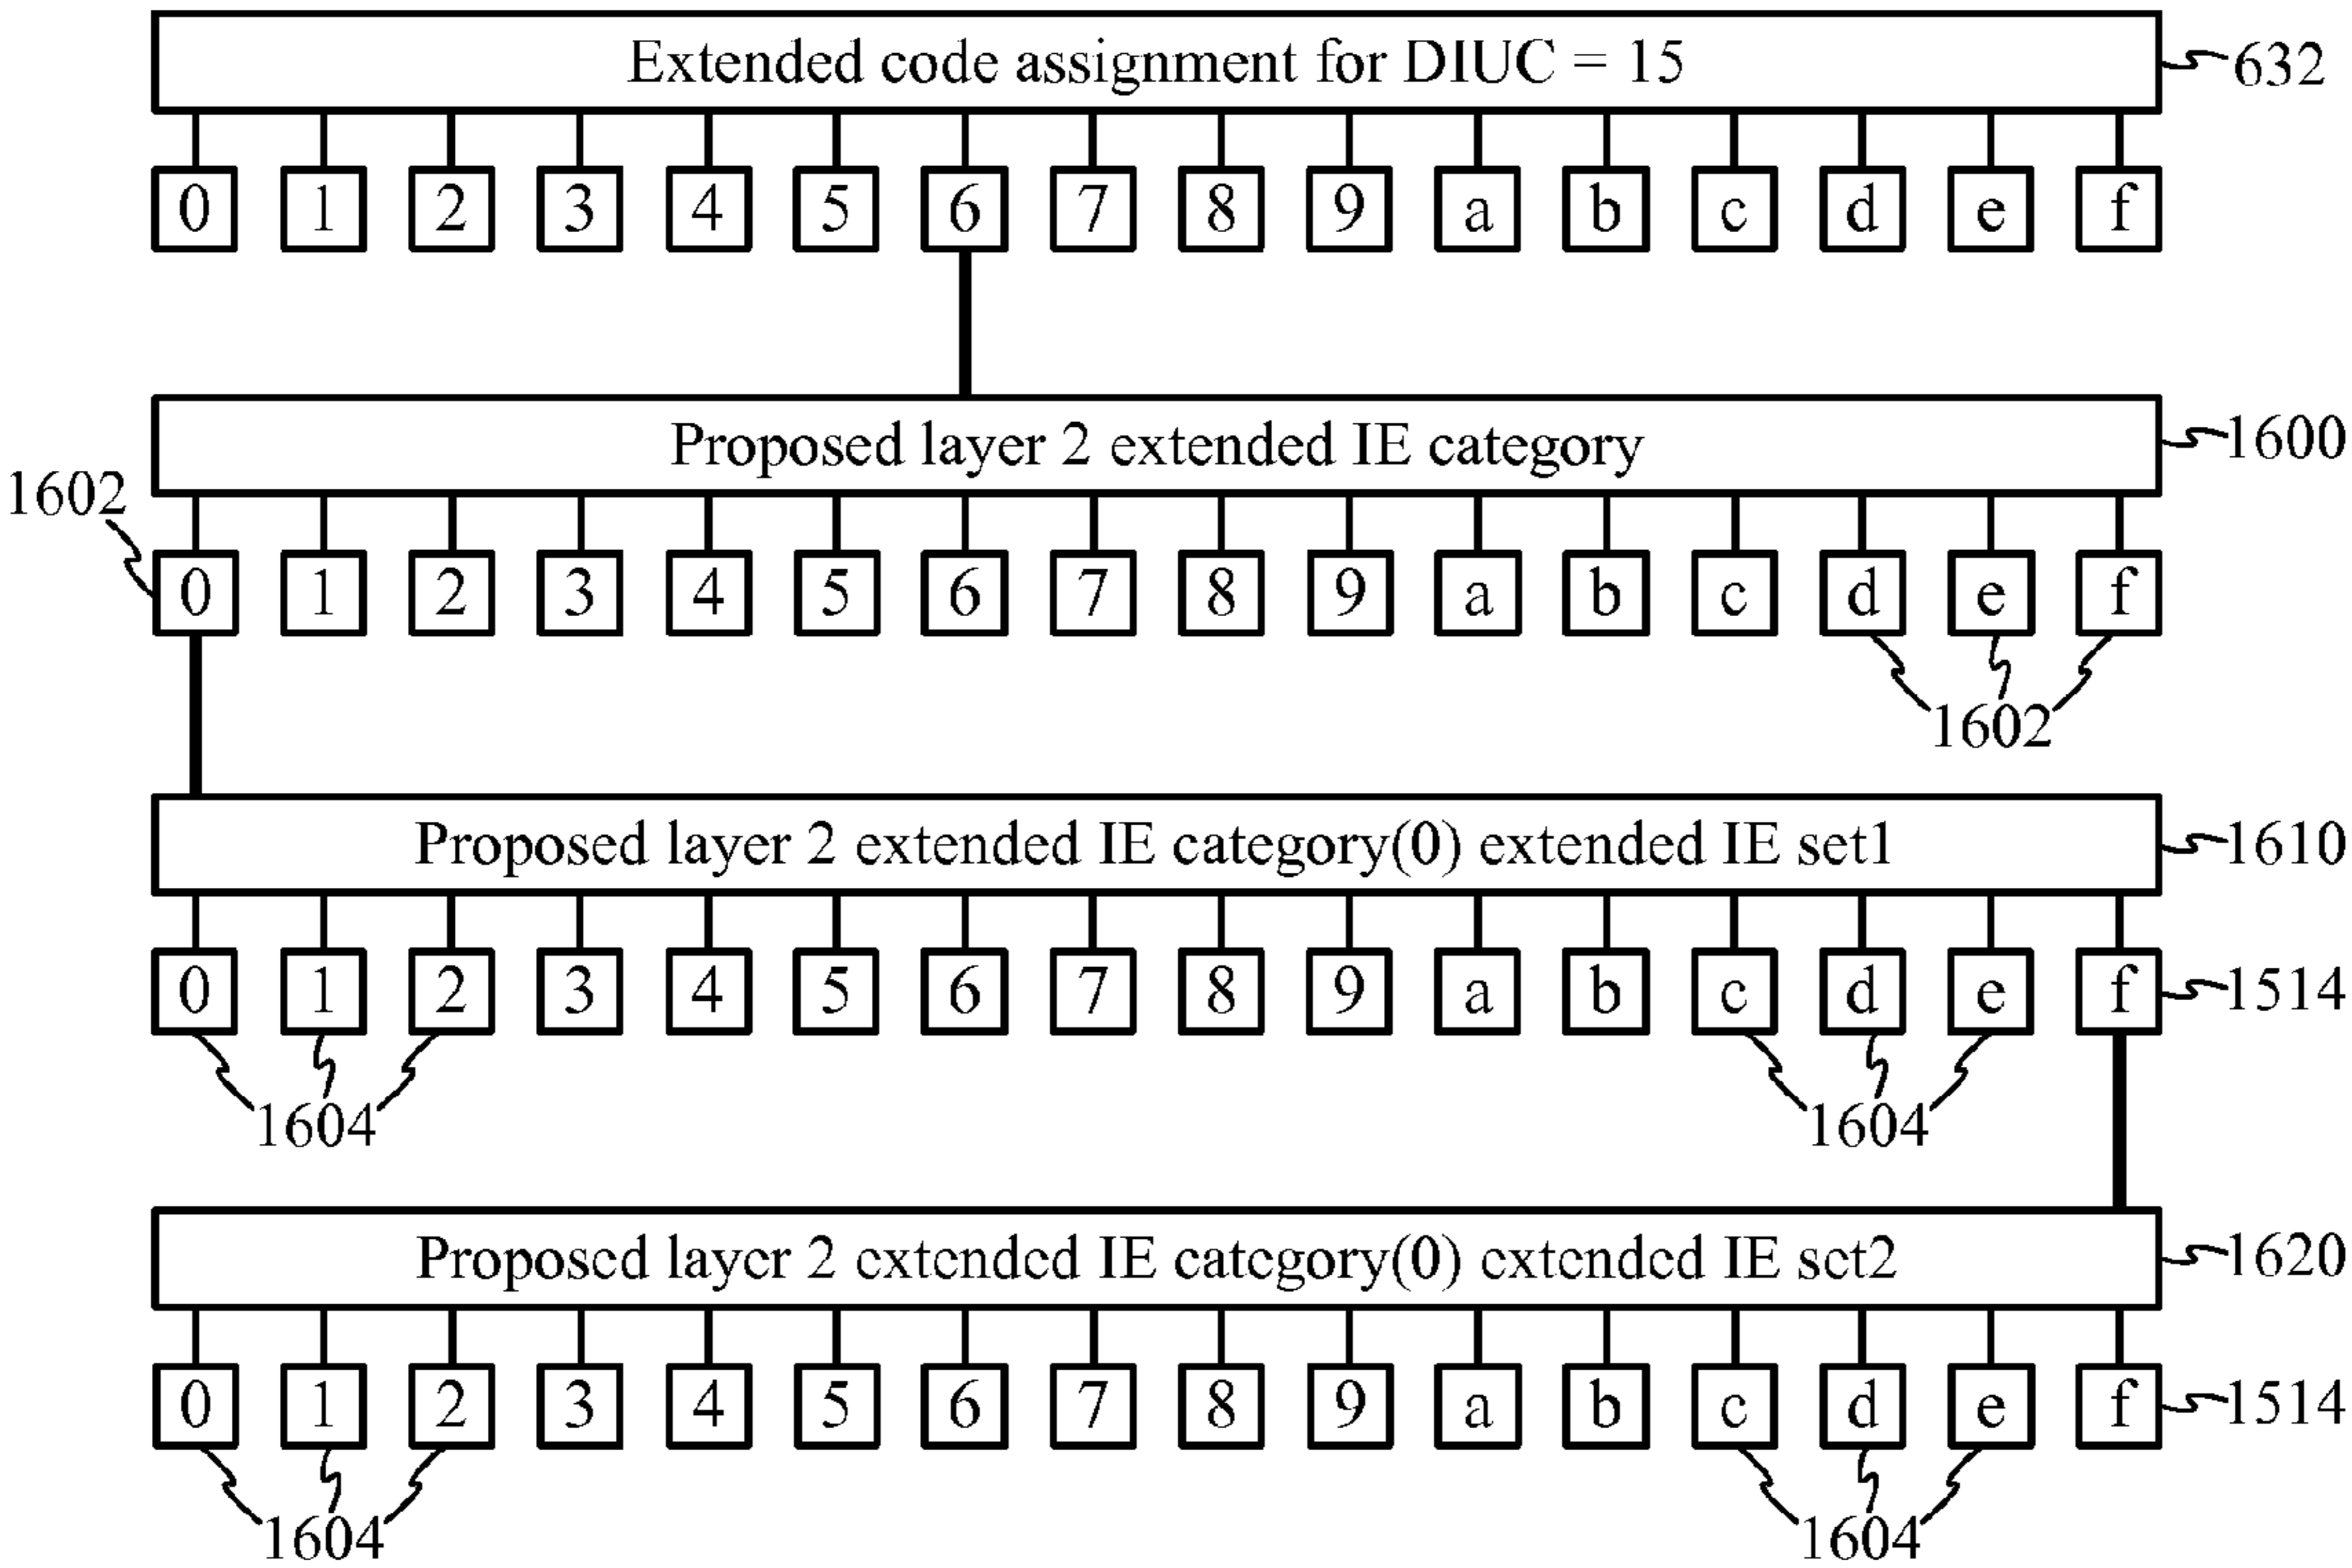 Extended code assignment for DIUC = 15 632
0 1 2 3 4 5 6 7 8 9 a b c d e f
Proposed layer 2 extended IE category 1600
1602
0 1 2 3 4 5 6 7 8 9 a b c d e f
1602
Proposed layer 2 extended IE category(0) extended IE set1 1610
0 1 2 3 4 5 6 7 8 9 a b c d e f 1514
1604 1604
Proposed layer 2 extended IE category(0) extended IE set2 1620
0 1 2 3 4 5 6 7 8 9 a b c d e f 1514
1604 1604